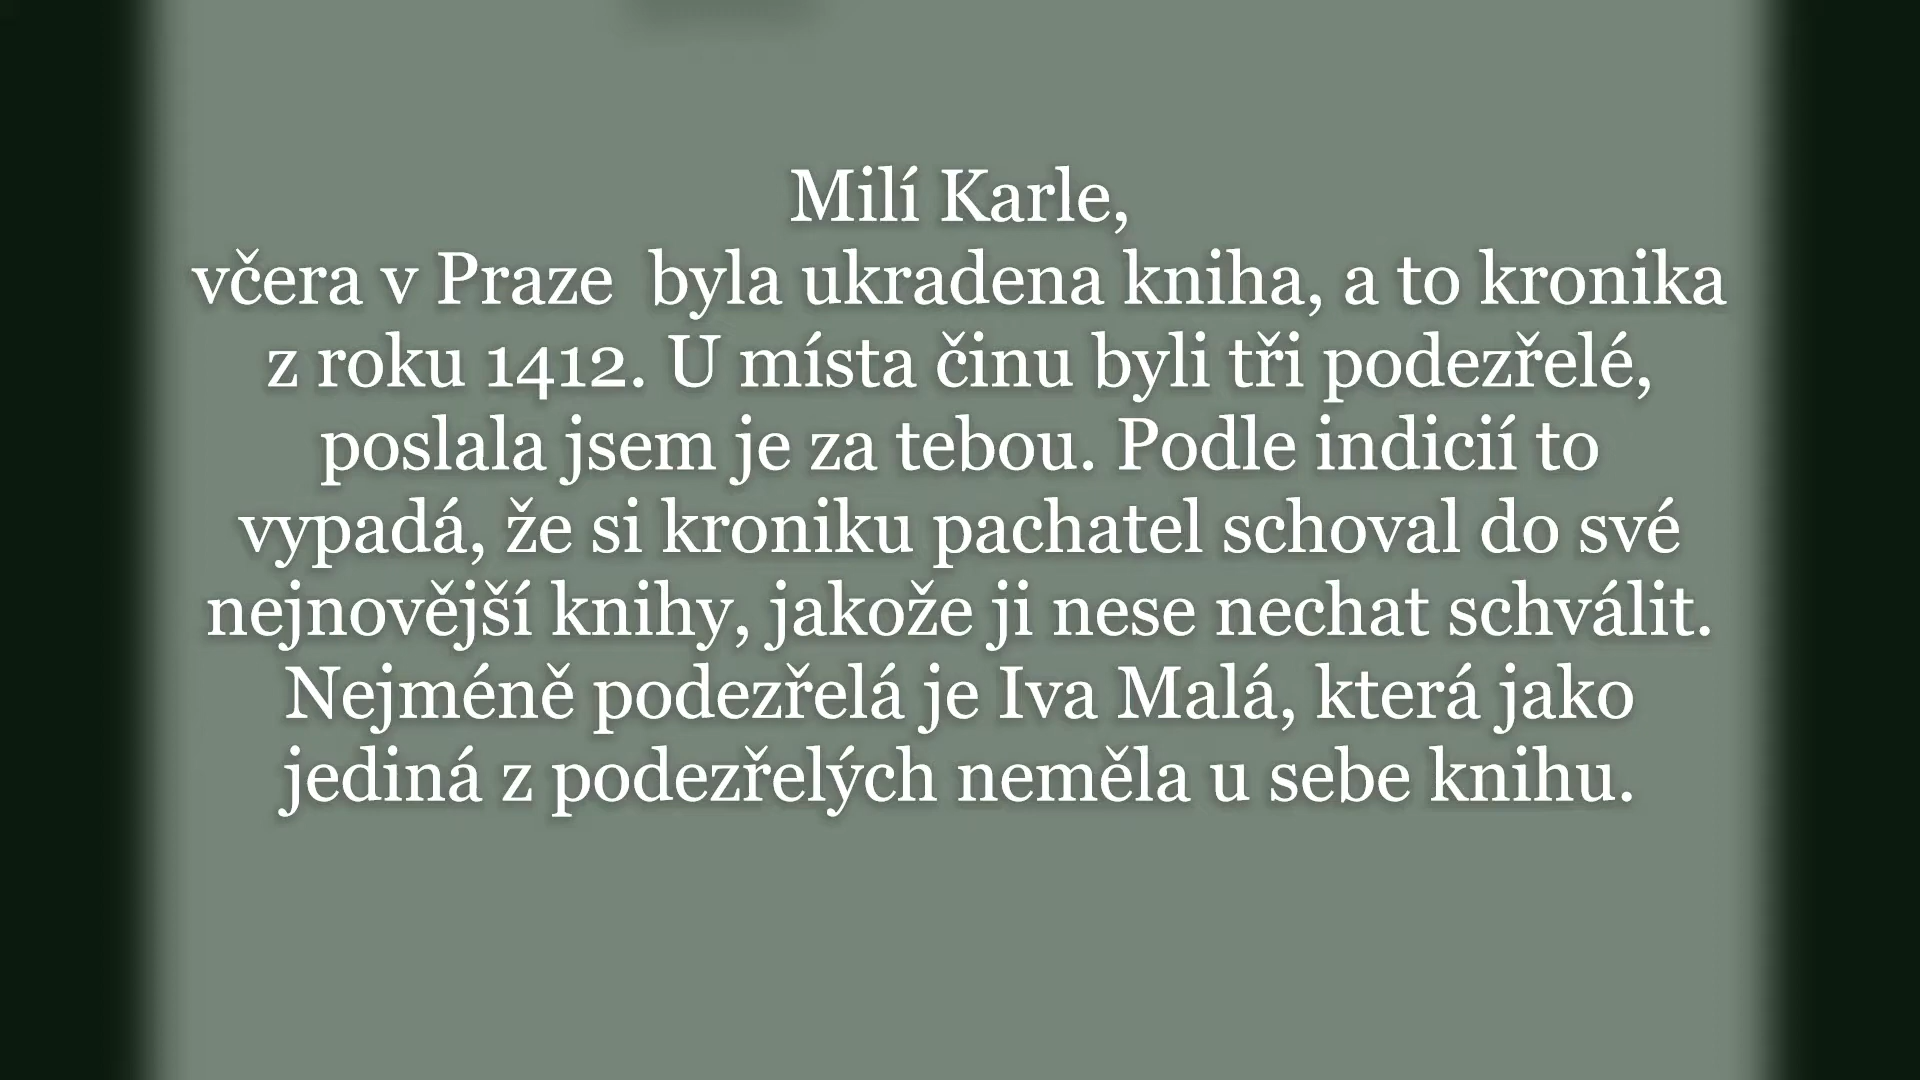 Milí Karle,
včera v Praze  byla ukradena kniha, a to kronika
z roku 1412. U místa činu byli tři podezřelé,
poslala jsem je za tebou. Podle indicií to
vypadá, že si kroniku pachatel schoval do své
nejnovější knihy, jakože ji nese nechat schválit.
Nejméně podezřelá je Iva Malá, která jako
jediná z podezřelých neměla u sebe knihu.